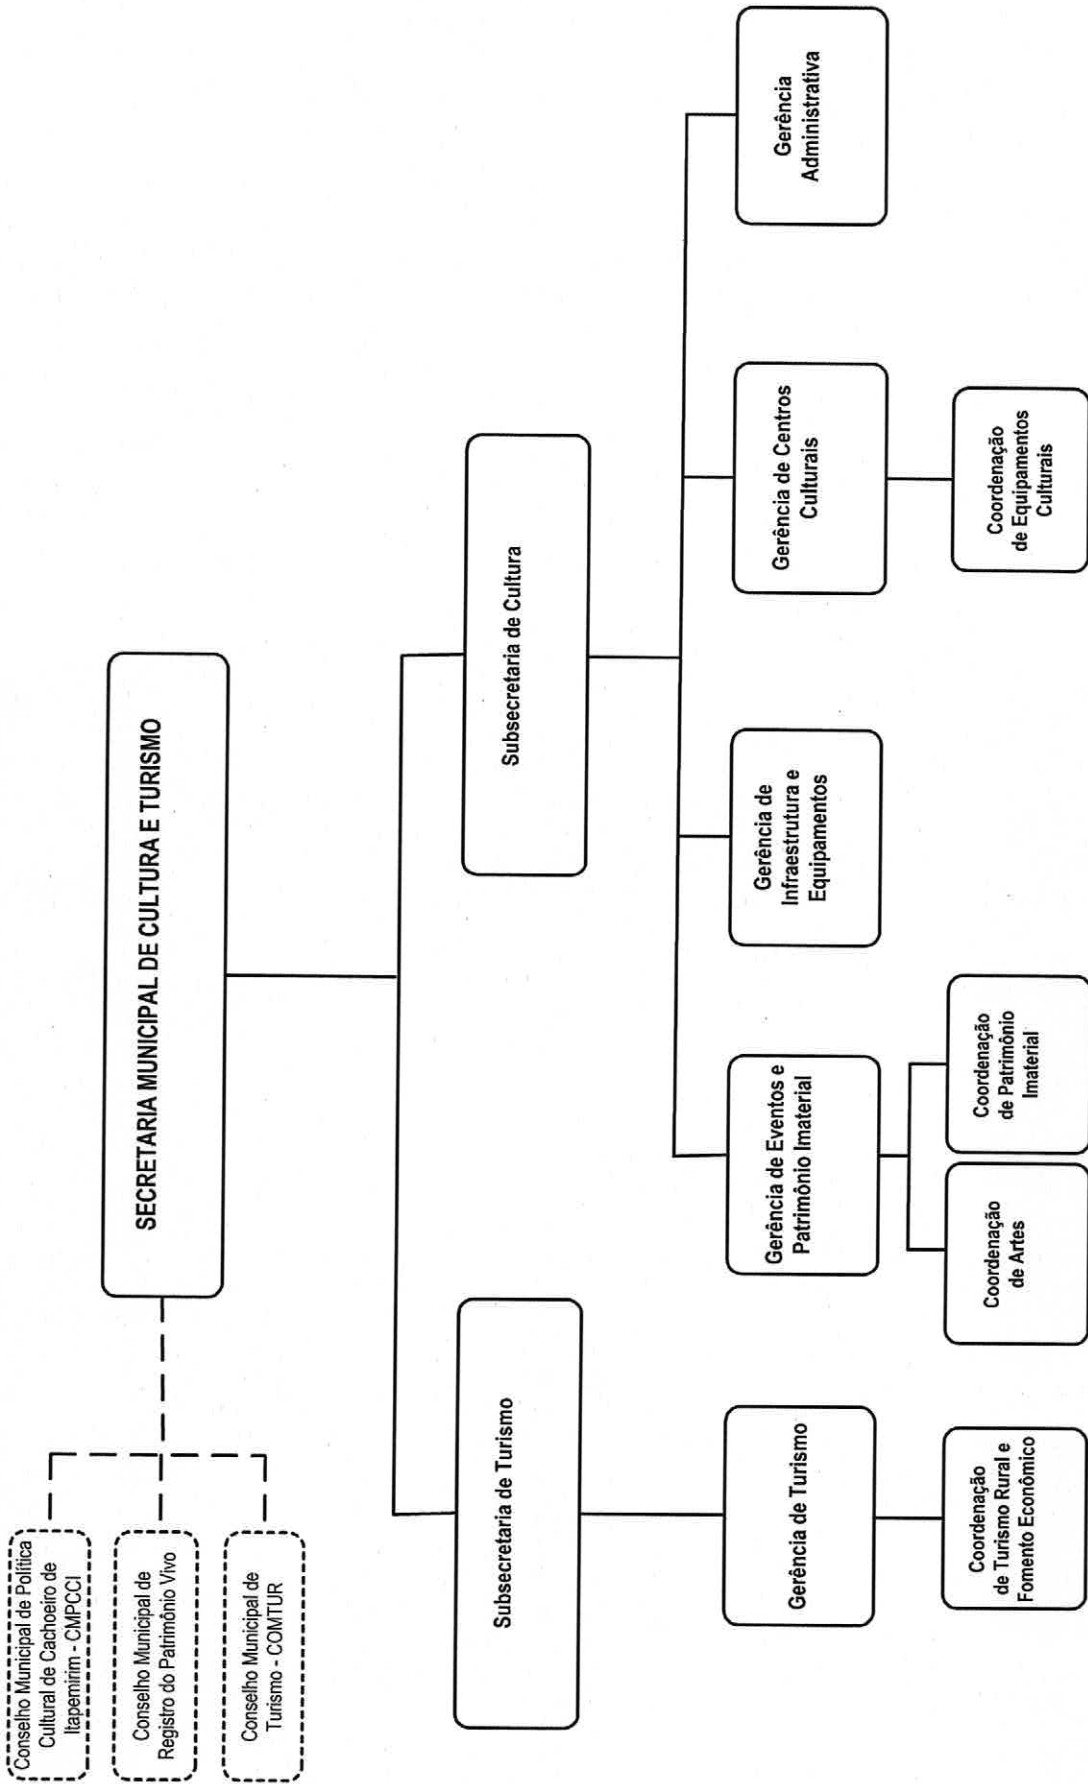 Conselho Municipal de Política
Cultural de Cachoeiro de
Itapemirim - CMPCCI
Conselho Municipal de
Registro do Patrimônio Vivo
Conselho Municipal de
Turismo - COMTUR
SECRETARIA MUNICIPAL DE CULTURA E TURISMO
Subsecretaria de Turismo
Subsecretaria de Cultura
Gerência de Turismo
Gerência de Eventos e
Patrimônio Imaterial
Gerência de
Infraestrutura e
Equipamentos
Gerência de Centros
Culturais
Gerência
Administrativa
Coordenação
de Turismo Rural e
Fomento Econômico
Coordenação
de Artes
Coordenação
de Patrimônio
Imaterial
Coordenação
de Equipamentos
Culturais